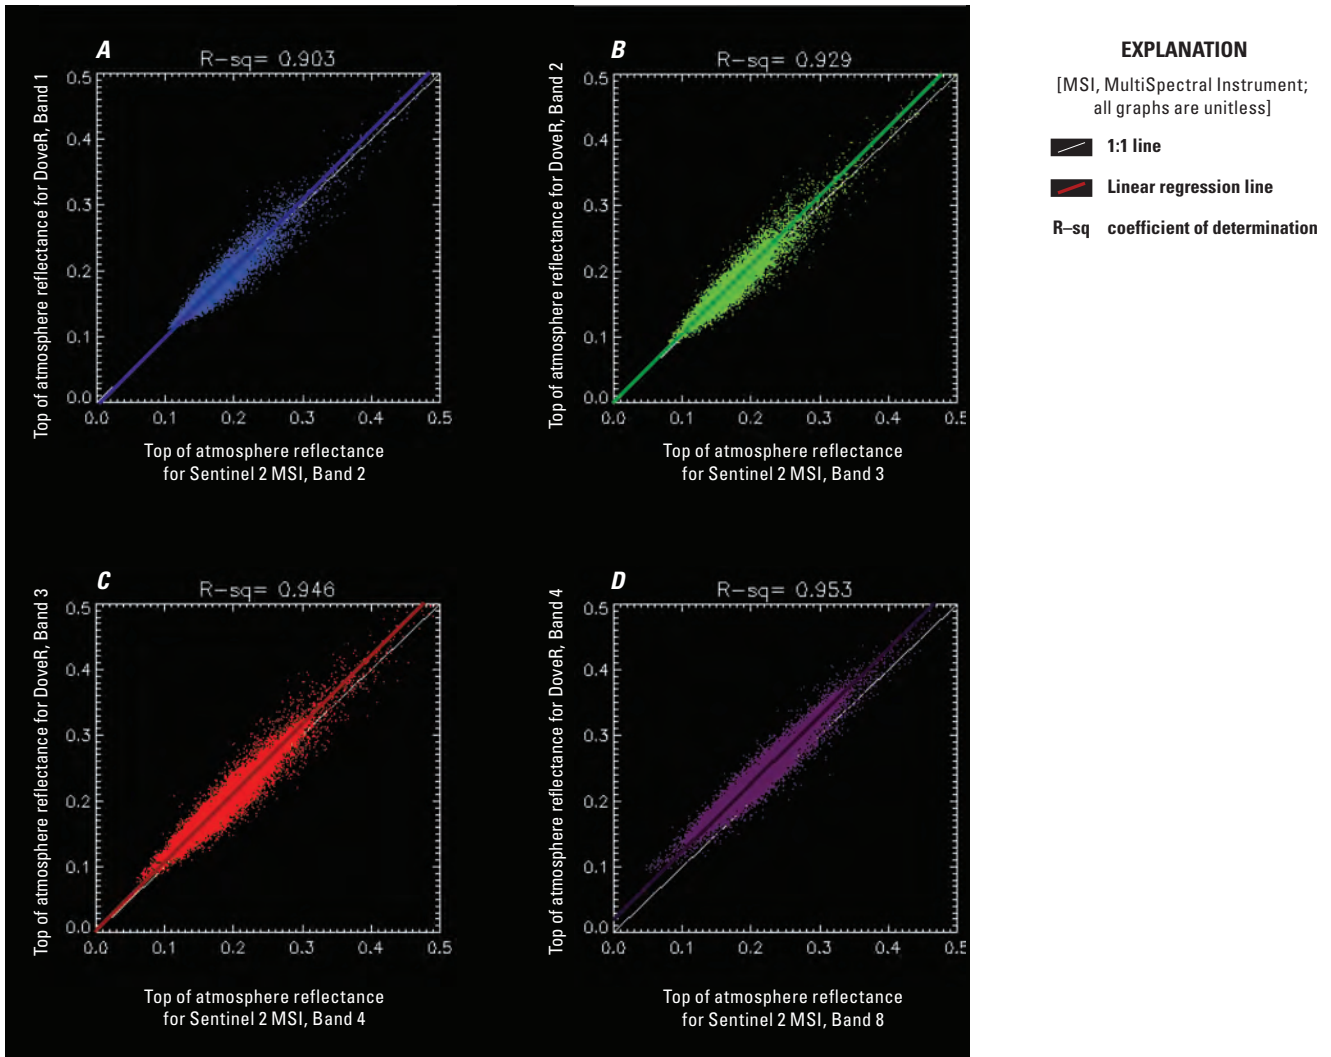 A
R-sq= 0.903
Top of atmosphere reflectance for DoveR, Band 1
0.5
0.4
0.3
0.2
0.1
0.0
0.0 0.1 0.2 0.3 0.4 0.5
Top of atmosphere reflectance
for Sentinel 2 MSI, Band 2
B
R-sq= 0.929
Top of atmosphere reflectance for DoveR, Band 2
0.5
0.4
0.3
0.2
0.1
0.0
0.0 0.1 0.2 0.3 0.4 0.5
Top of atmosphere reflectance
for Sentinel 2 MSI, Band 3
C
R-sq= 0.946
Top of atmosphere reflectance for DoveR, Band 3
0.5
0.4
0.3
0.2
0.1
0.0
0.0 0.1 0.2 0.3 0.4 0.5
Top of atmosphere reflectance
for Sentinel 2 MSI, Band 4
D
R-sq= 0.953
Top of atmosphere reflectance for DoveR, Band 4
0.5
0.4
0.3
0.2
0.1
0.0
0.0 0.1 0.2 0.3 0.4 0.5
Top of atmosphere reflectance
for Sentinel 2 MSI, Band 8
EXPLANATION
[MSI, MultiSpectral Instrument;
all graphs are unitless]
1:1 line
Linear regression line
R–sq coefficient of determination